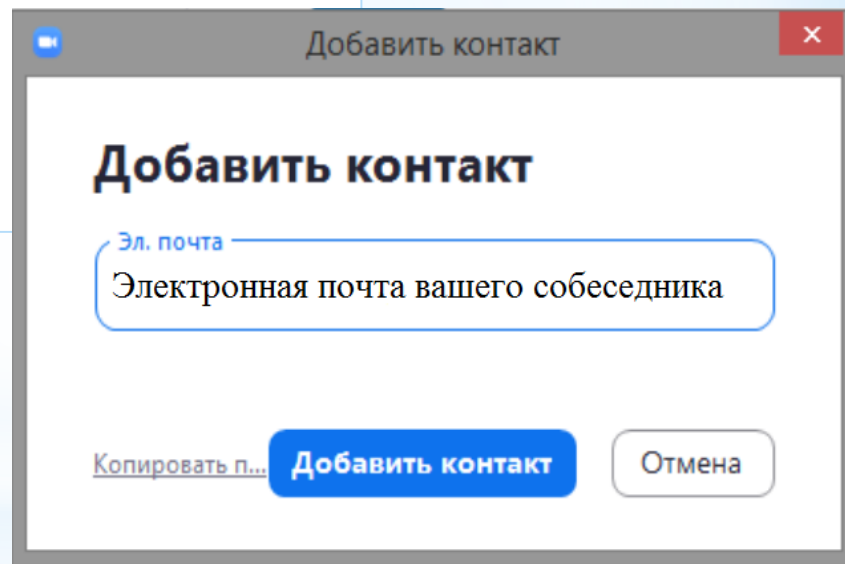 Добавить контакт
Добавить контакт
Эл. почта
Электронная почта вашего собеседника
Копировать п... Добавить контакт Отмена